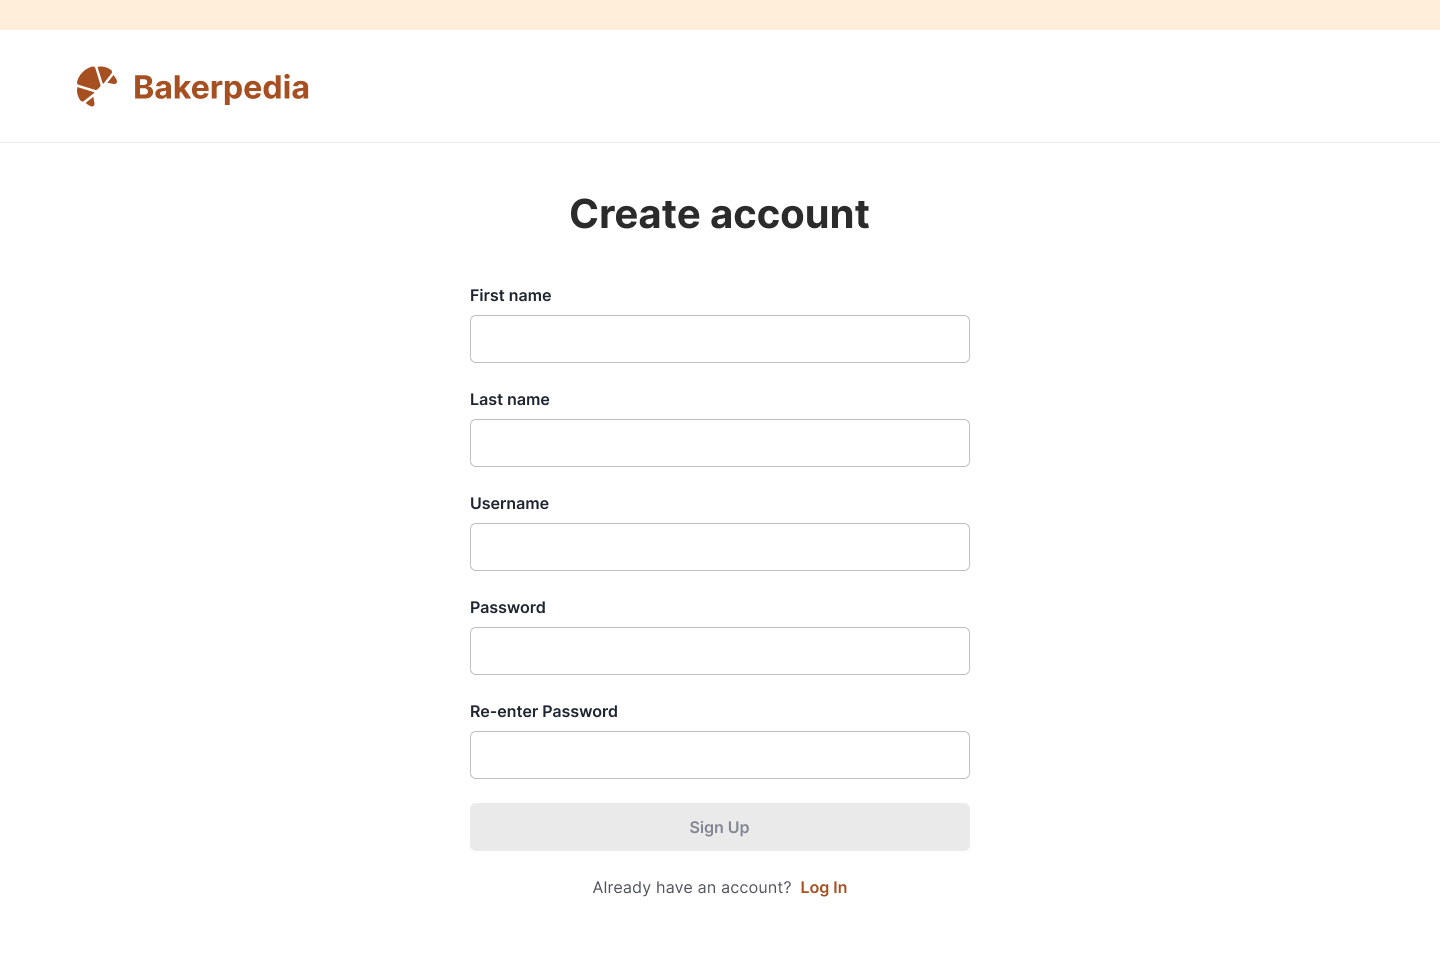 Bakerpedia
Create account
First name
Last name
Username
Password
Re-enter Password
Sign Up
Already have an account? Log In